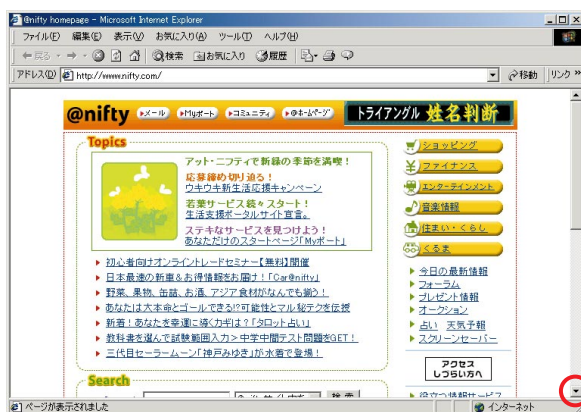 @nifty homepage - Microsoft Internet Explorer
ファイル(F) 編集(E) 表示(V) お気に入り(A) ツール(T) ヘルプ(H)
戻る 検索 お気に入り 履歴
アドレス(D) http://www.nifty.com/ 移動 リンク »
@nifty メール Myポート コミュニティ @ホームページ トライアングル 姓名判断
Topics
アット・ニフティで新緑の季節を満喫！
応募締め切り迫る！
ウキウキ新生活応援キャンペーン
若葉サービス続々スタート！
生活支援ポータルサイト宣言。
ステキなサービスを見つけよう！
あなただけのスタートページ「Myポート」
初心者向けオンライントレードセミナー【無料】開催
日本最速の新車＆お得情報をお届け！「Car@nifty」
野菜、果物、缶詰、お酒、アジア食材がなんでも揃う！
あなたは大本命とゴールできる!?可能性とマル秘テクを伝授
新着！あなたを幸運に導くカギは？「タロット占い」
教科書を選んで試験範囲入力＞中学中間テスト問題をGET！
三代目セーラームーン「神戸みゆき」が水着で登場！
Search
検索
ショッピング
ファイナンス
エンターテインメント
音楽情報
住まい・くらし
くるま
今日の最新情報
フォーラム
プレゼント情報
オークション
占い 天気予報
スクリーンセーバー
アクセス
しづらい方へ
役立つ情報サービス
ページが表示されました インターネット